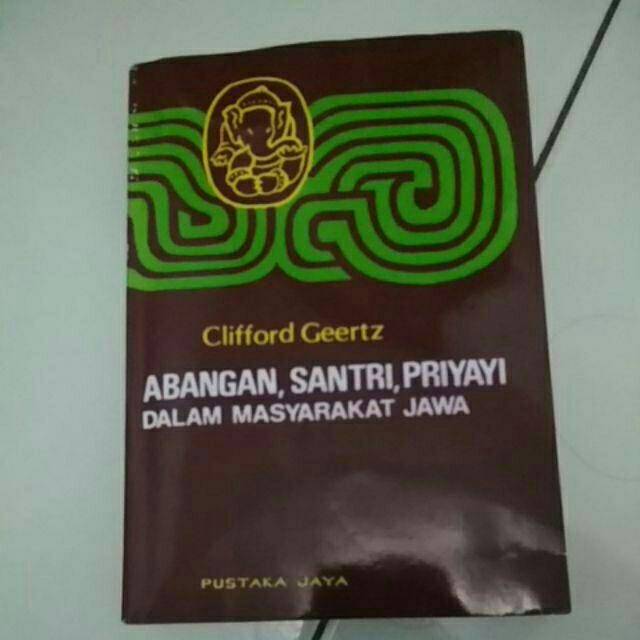 Clifford Geertz
ABANGAN, SANTRI, PRIYAYI
DALAM MASYARAKAT JAWA
PUSTAKA JAYA